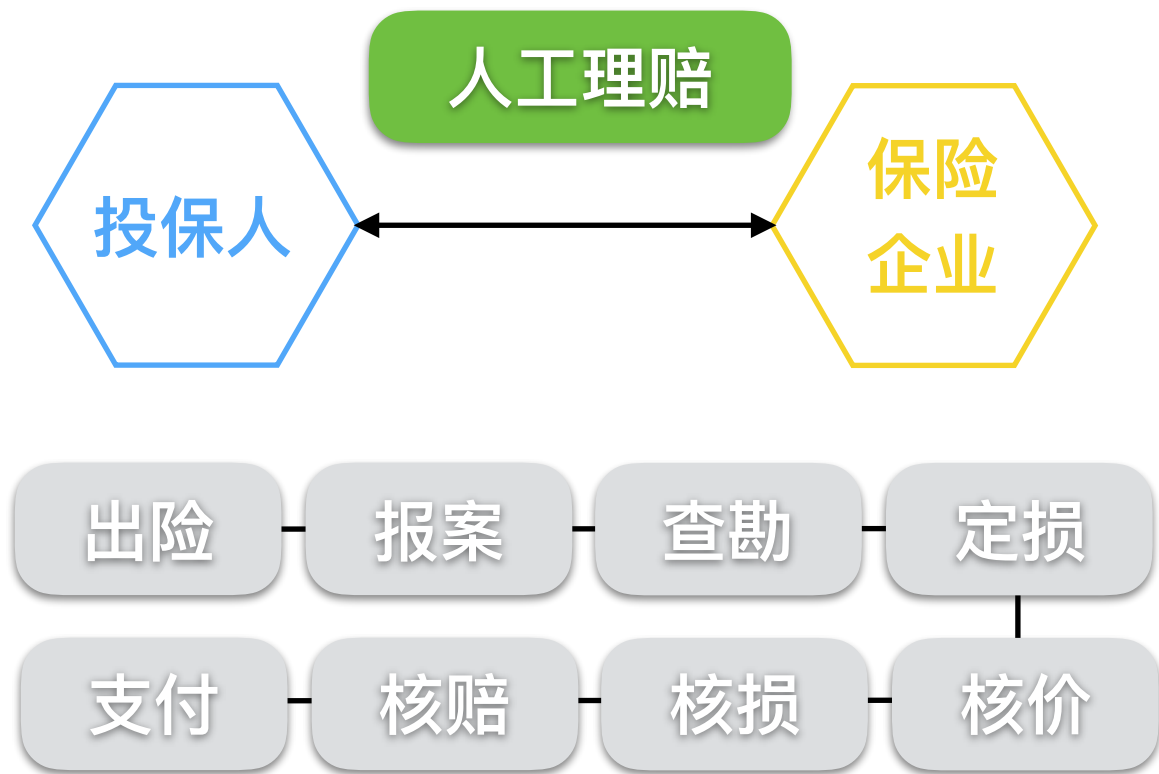 人工理赔
投保人
保险
企业
出险
报案
查勘
定损
支付
核赔
核损
核价